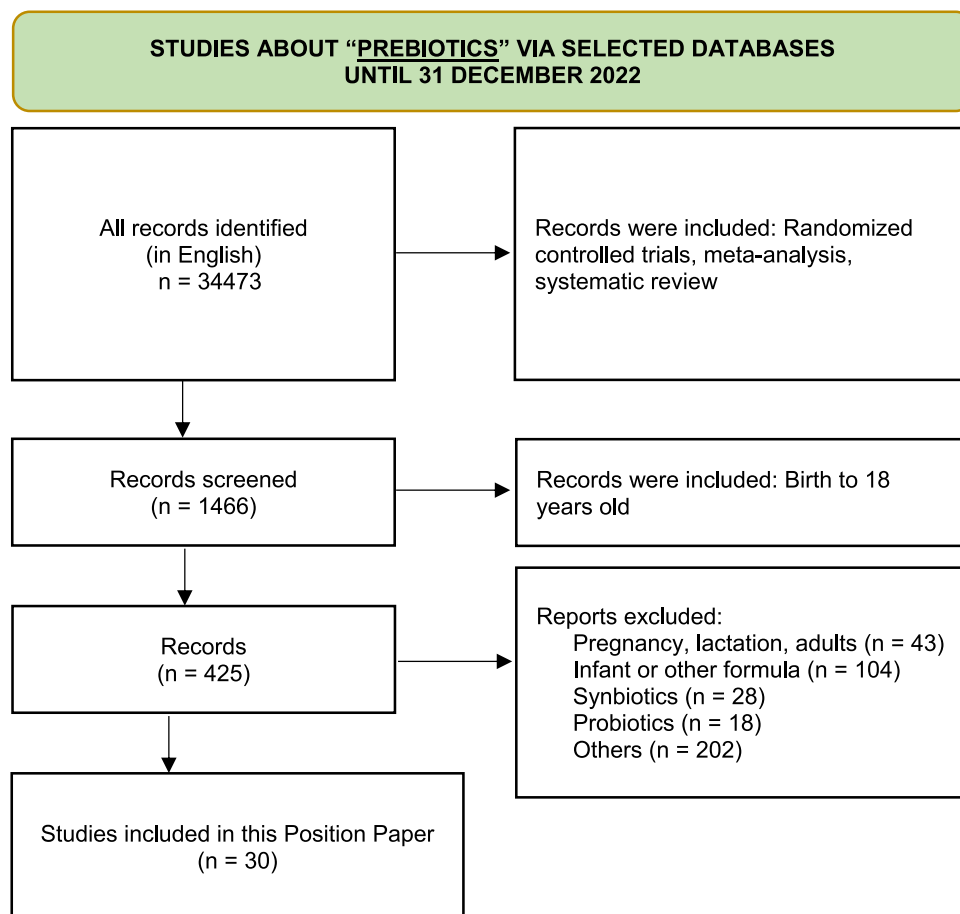 STUDIES ABOUT “PREBIOTICS” VIA SELECTED DATABASES
UNTIL 31 DECEMBER 2022
All records identified
(in English)
n = 34473
Records were included: Randomized
controlled trials, meta-analysis,
systematic review
Records screened
(n = 1466)
Records were included: Birth to 18
years old
Records
(n = 425)
Reports excluded:
Pregnancy, lactation, adults (n = 43)
Infant or other formula (n = 104)
Synbiotics (n = 28)
Probiotics (n = 18)
Others (n = 202)
Studies included in this Position Paper
(n = 30)